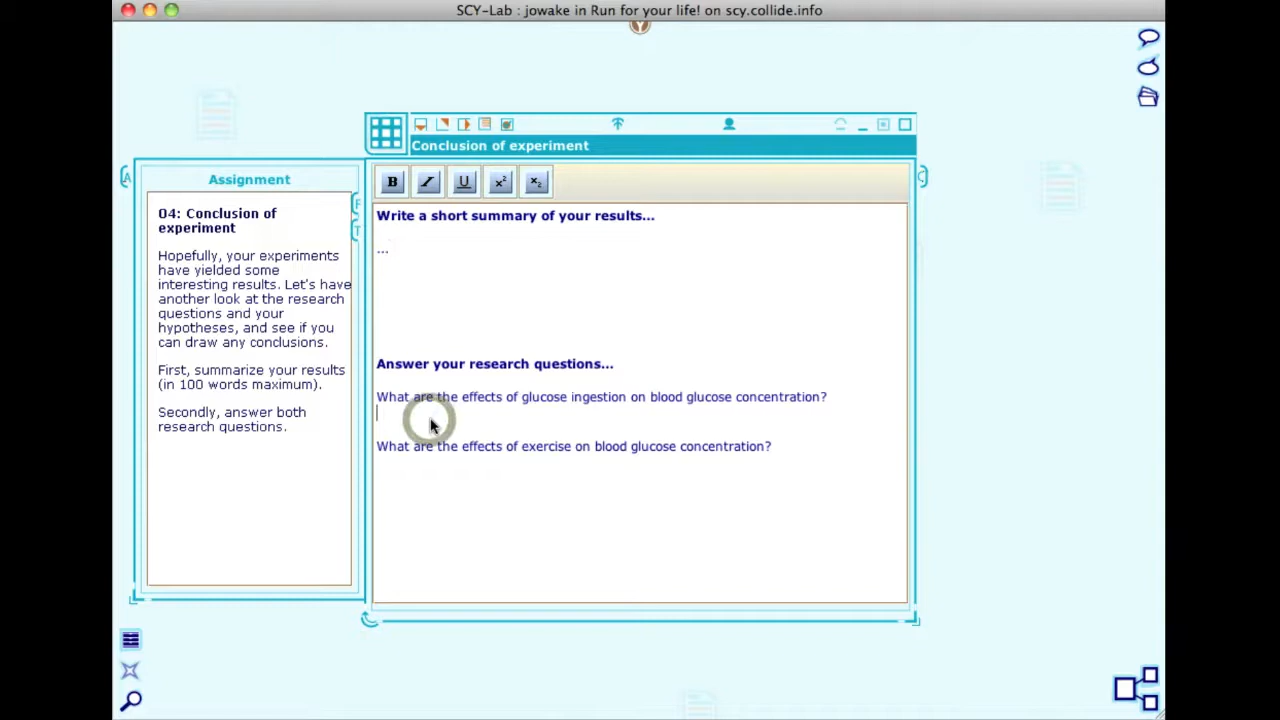 SCY-Lab : jowake in Run for your life! on scy.collide.info
Conclusion of experiment
Assignment
04: Conclusion of
experiment
Hopefully, your experiments
have yielded some
interesting results. Let's have
another look at the research
questions and your
hypotheses, and see if you
can draw any conclusions.
First, summarize your results
(in 100 words maximum).
Secondly, answer both
research questions.
B I U x² x₂
Write a short summary of your results...
...
Answer your research questions...
What are the effects of glucose ingestion on blood glucose concentration?
What are the effects of exercise on blood glucose concentration?